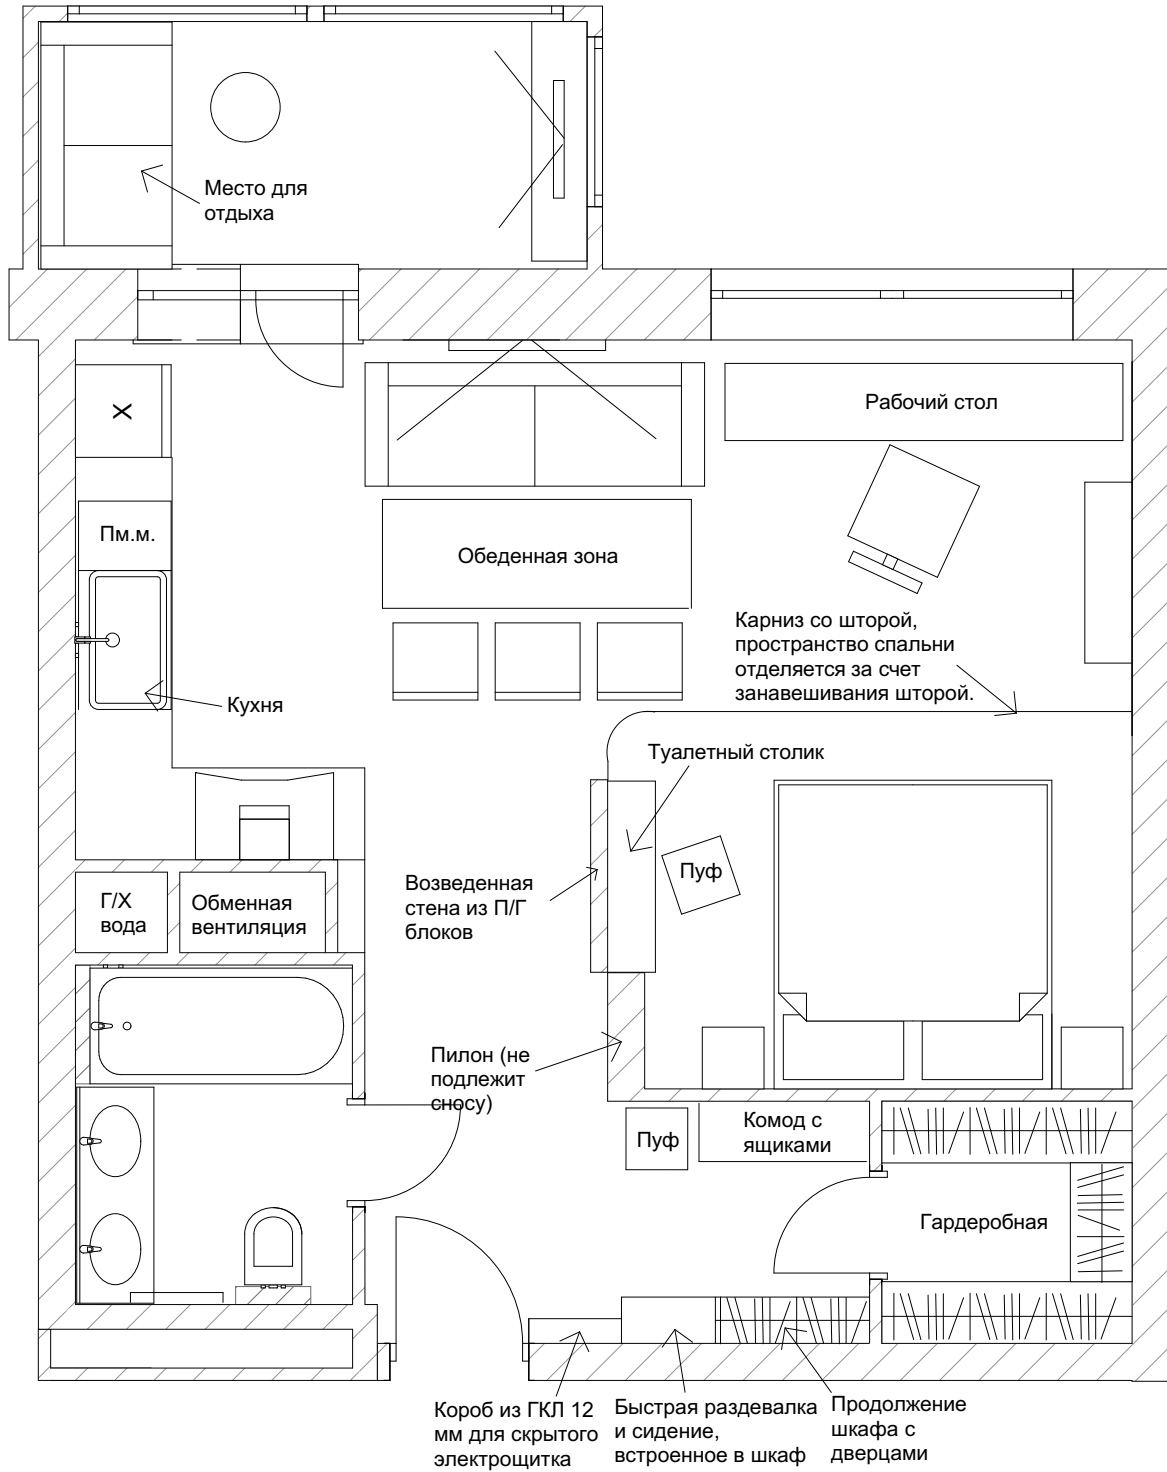 Место для
отдыха
X
Рабочий стол
Пм.м.
Обеденная зона
Карниз со шторой,
пространство спальни
отделяется за счет
занавешивания шторой.
Кухня
Туалетный столик
Пуф
Возведенная
стена из П/Г
блоков
Г/Х
вода
Обменная
вентиляция
Пилон (не
подлежит
сносу)
Пуф
Комод с
ящиками
Гардеробная
Короб из ГКЛ 12
мм для скрытого
электрощитка
Быстрая раздевалка
и сидение,
встроенное в шкаф
Продолжение
шкафа с
дверцами